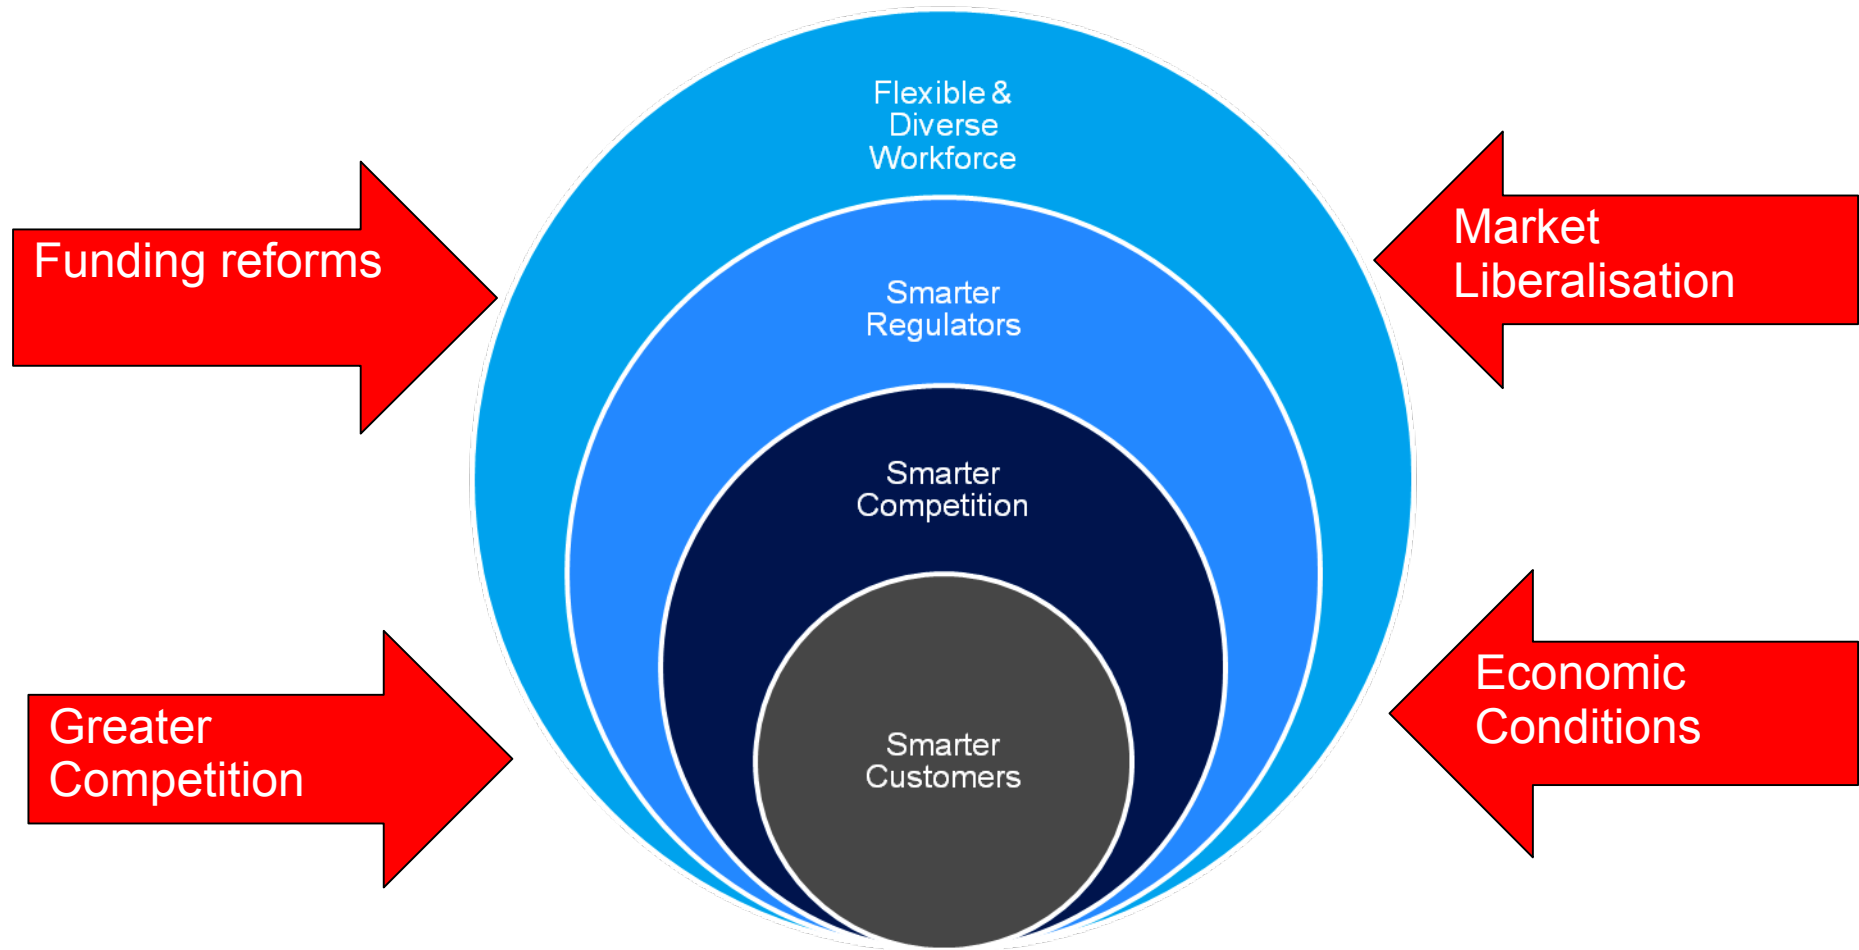 Flexible &
Diverse
Workforce
Funding reforms
Market
Liberalisation
Smarter
Regulators
Smarter
Competition
Greater
Competition
Economic
Conditions
Smarter
Customers